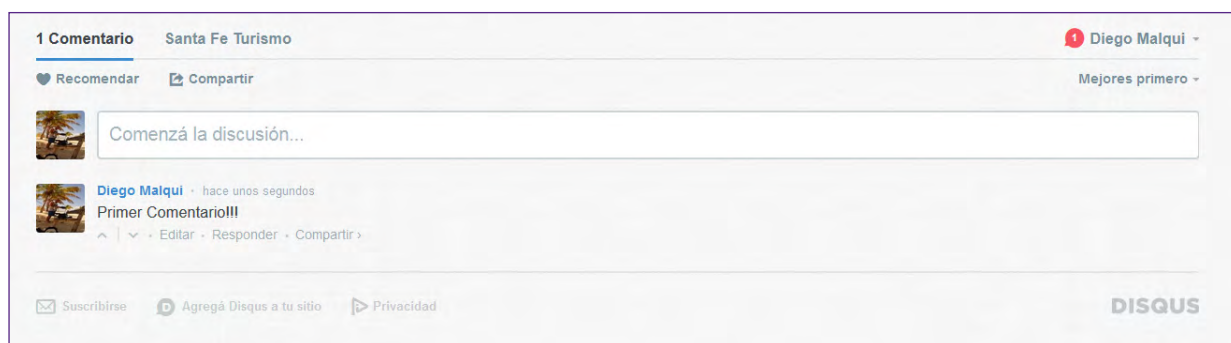 1 Comentario Santa Fe Turismo 1 Diego Malqui
Recomendar Compartir Mejores primero
Comenzá la discusión...
Diego Malqui · hace unos segundos
Primer Comentario!!!
Editar · Responder · Compartir ›
Suscribirse Agregá Disqus a tu sitio Privacidad DISQUS